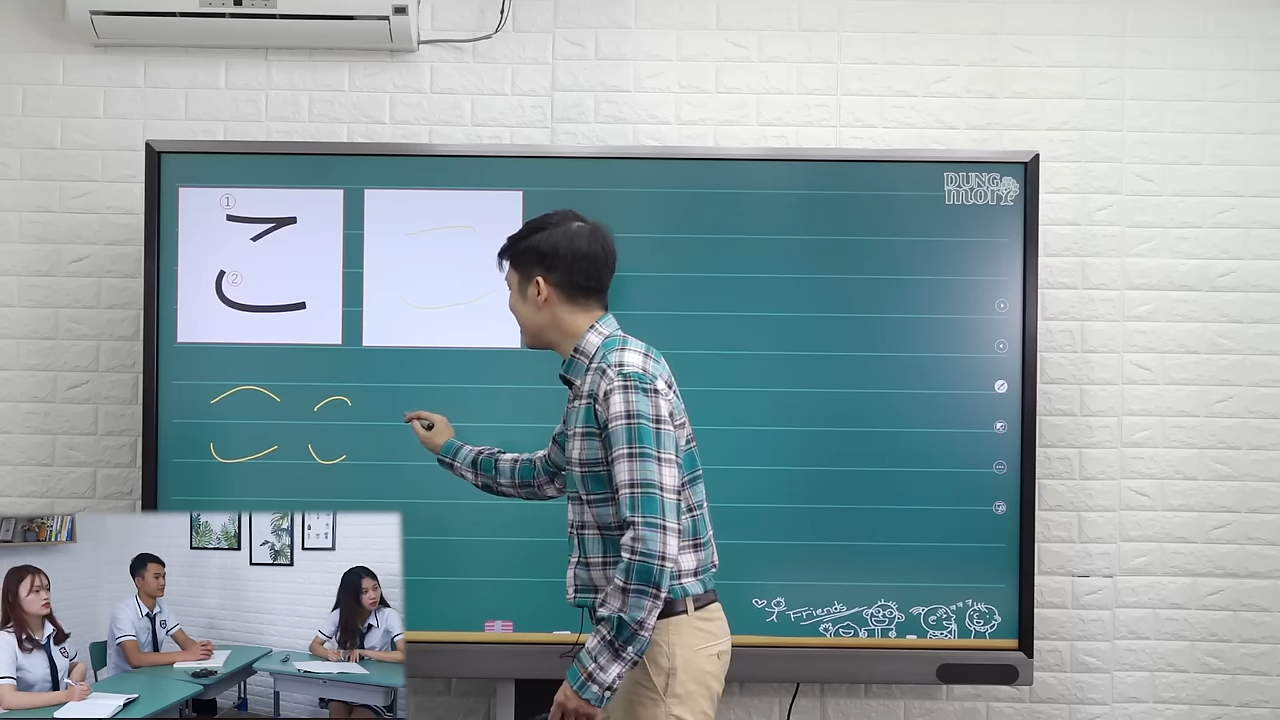 DUNG
mori
①
こ
②
Friends